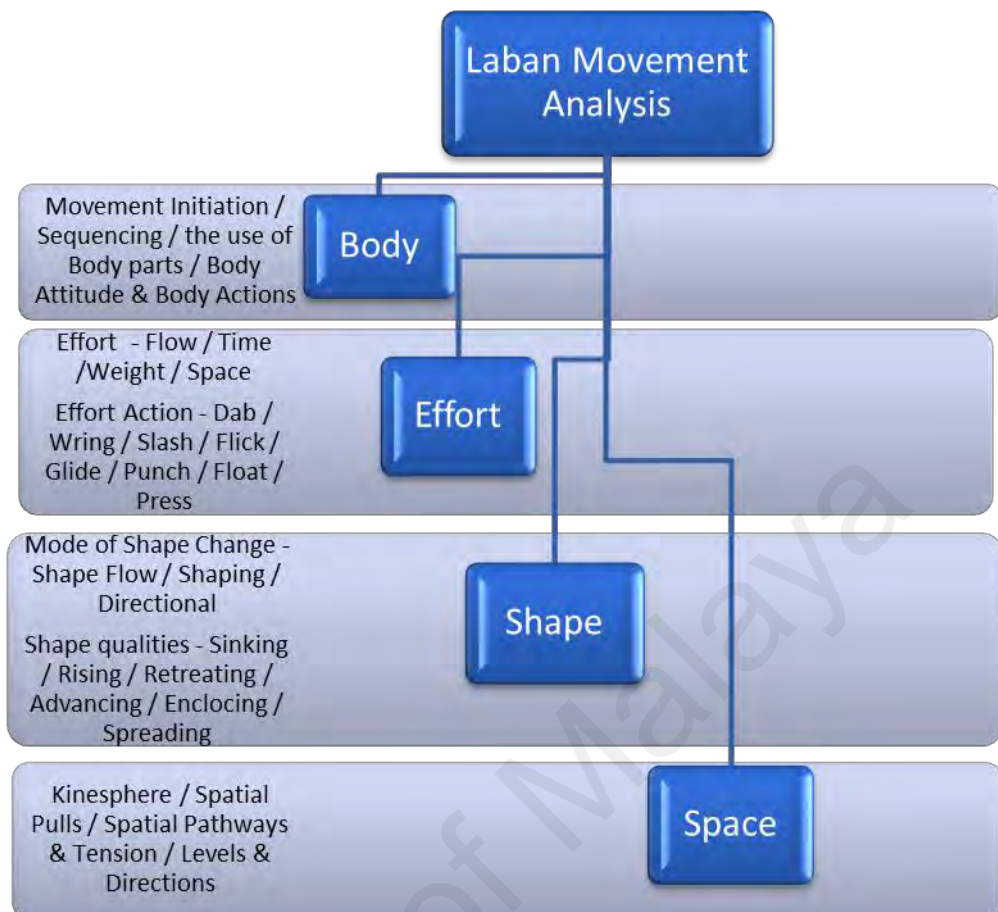 Laban Movement
Analysis
Movement Initiation /
Sequencing / the use of
Body parts / Body
Attitude & Body Actions
Body
Effort - Flow / Time
/Weight / Space
Effort Action - Dab /
Wring / Slash / Flick /
Glide / Punch / Float /
Press
Effort
Mode of Shape Change -
Shape Flow / Shaping /
Directional
Shape qualities - Sinking
/ Rising / Retreating /
Advancing / Enclocing /
Spreading
Shape
Kinesphere / Spatial
Pulls / Spatial Pathways
& Tension / Levels &
Directions
Space
of Malaya